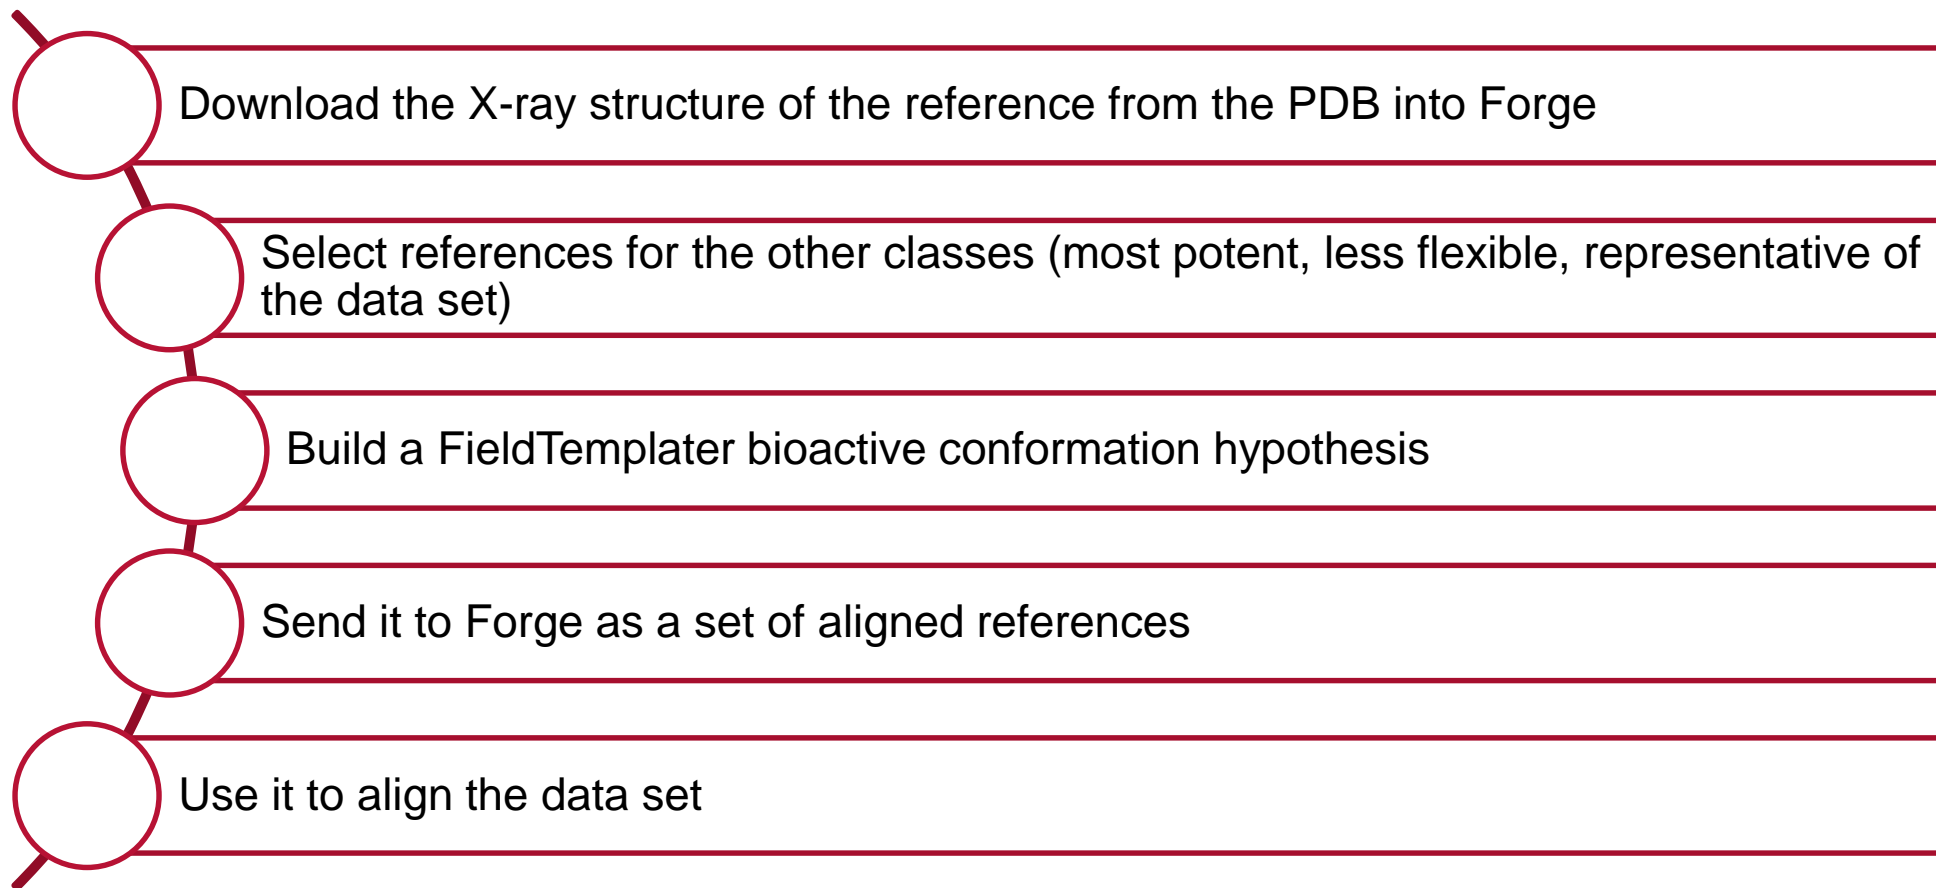 Download the X-ray structure of the reference from the PDB into Forge
Select references for the other classes (most potent, less flexible, representative of
the data set)
Build a FieldTemplater bioactive conformation hypothesis
Send it to Forge as a set of aligned references
Use it to align the data set